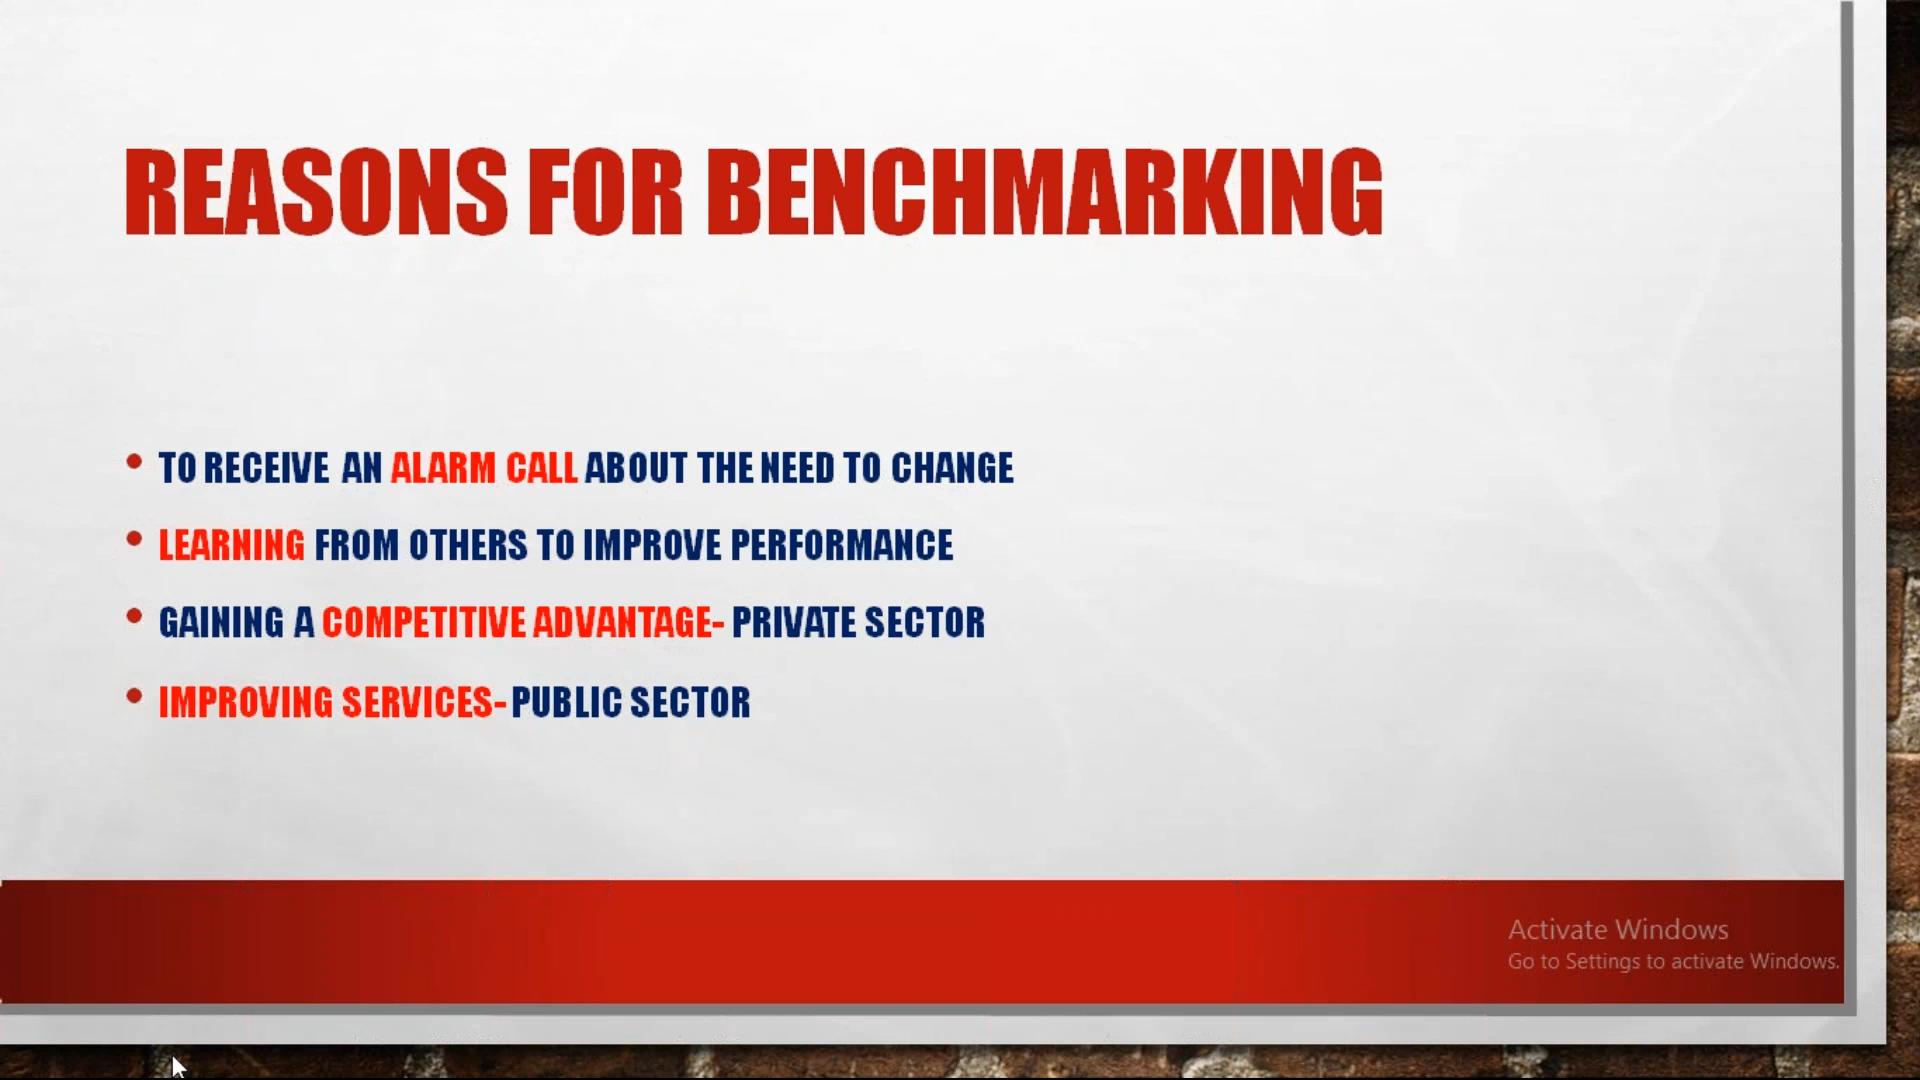 REASONS FOR BENCHMARKING
• TO RECEIVE AN ALARM CALL ABOUT THE NEED TO CHANGE
• LEARNING FROM OTHERS TO IMPROVE PERFORMANCE
• GAINING A COMPETITIVE ADVANTAGE- PRIVATE SECTOR
• IMPROVING SERVICES- PUBLIC SECTOR
Activate Windows
Go to Settings to activate Windows.